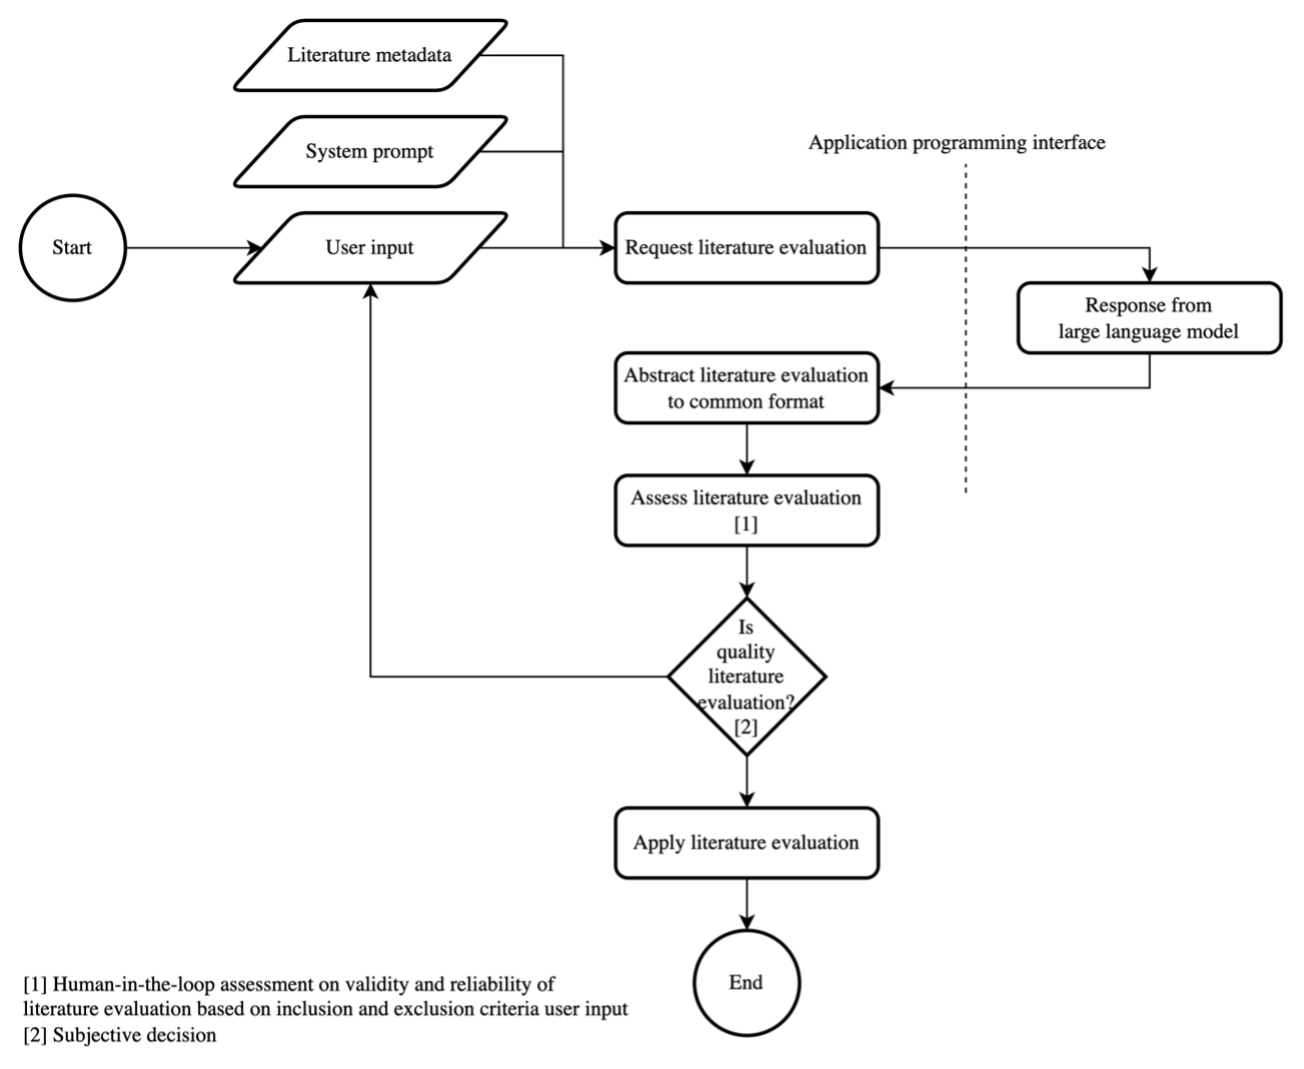 Literature metadata
System prompt
Application programming interface
Start
User input
Request literature evaluation
Response from
large language model
Abstract literature evaluation
to common format
Assess literature evaluation
[1]
Is
quality
literature
evaluation?
[2]
Apply literature evaluation
End
[1] Human-in-the-loop assessment on validity and reliability of
literature evaluation based on inclusion and exclusion criteria user input
[2] Subjective decision